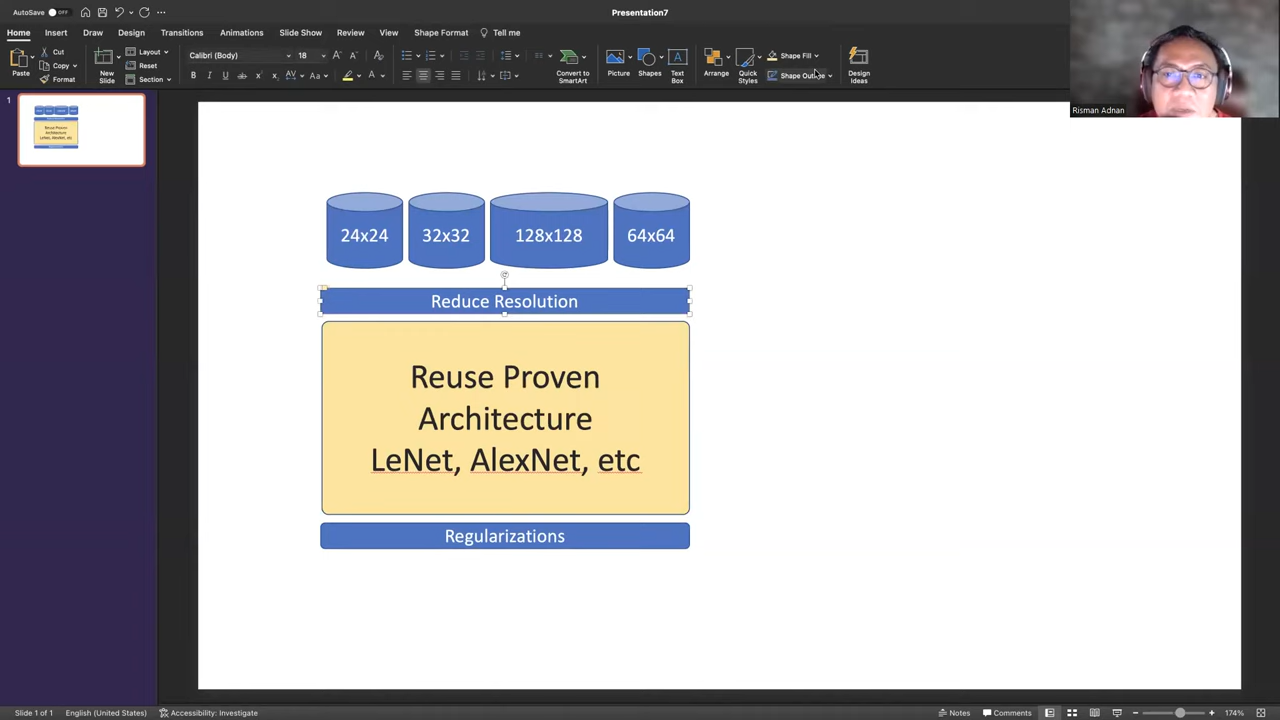 AutoSave OFF
Presentation7
Home Insert Draw Design Transitions Animations Slide Show Review View Shape Format Tell me
Paste
Cut
Copy
Format
New Slide
Layout
Reset
Section
Calibri (Body) 18
Convert to SmartArt
Picture
Shapes
Text Box
Arrange
Quick Styles
Shape Fill
Shape Outline
Design Ideas
Risman Adnan
1
24x24 32x32 128x128 64x64
Reduce Resolution
Reuse Proven
Architecture
LeNet, AlexNet, etc
Regularizations
Slide 1 of 1 English (United States) Accessibility: Investigate Notes Comments 174%